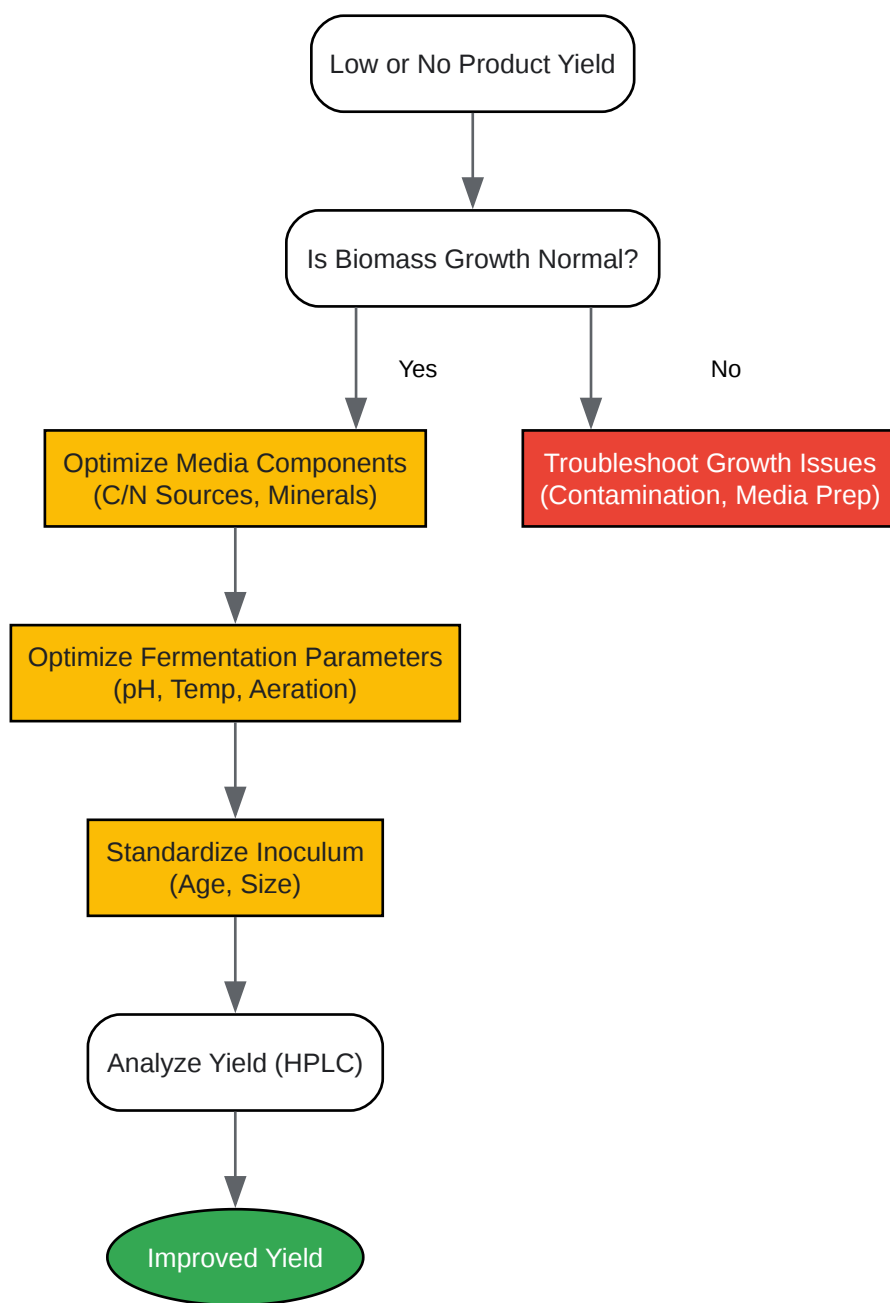 Low or No Product Yield
Is Biomass Growth Normal?
Yes
No
Optimize Media Components
(C/N Sources, Minerals)
Troubleshoot Growth Issues
(Contamination, Media Prep)
Optimize Fermentation Parameters
(pH, Temp, Aeration)
Standardize Inoculum
(Age, Size)
Analyze Yield (HPLC)
Improved Yield